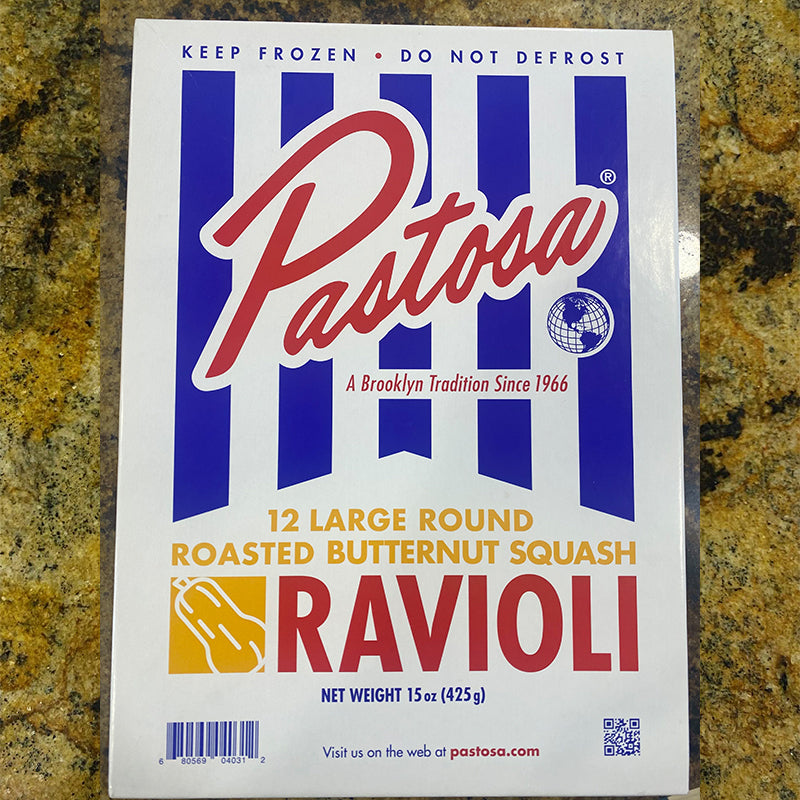 KEEP FROZEN • DO NOT DEFROST
Pastosa®
A Brooklyn Tradition Since 1966
12 LARGE ROUND
ROASTED BUTTERNUT SQUASH
RAVIOLI
NET WEIGHT 15 oz (425 g)
Visit us on the web at pastosa.com
6 80569 04031 2